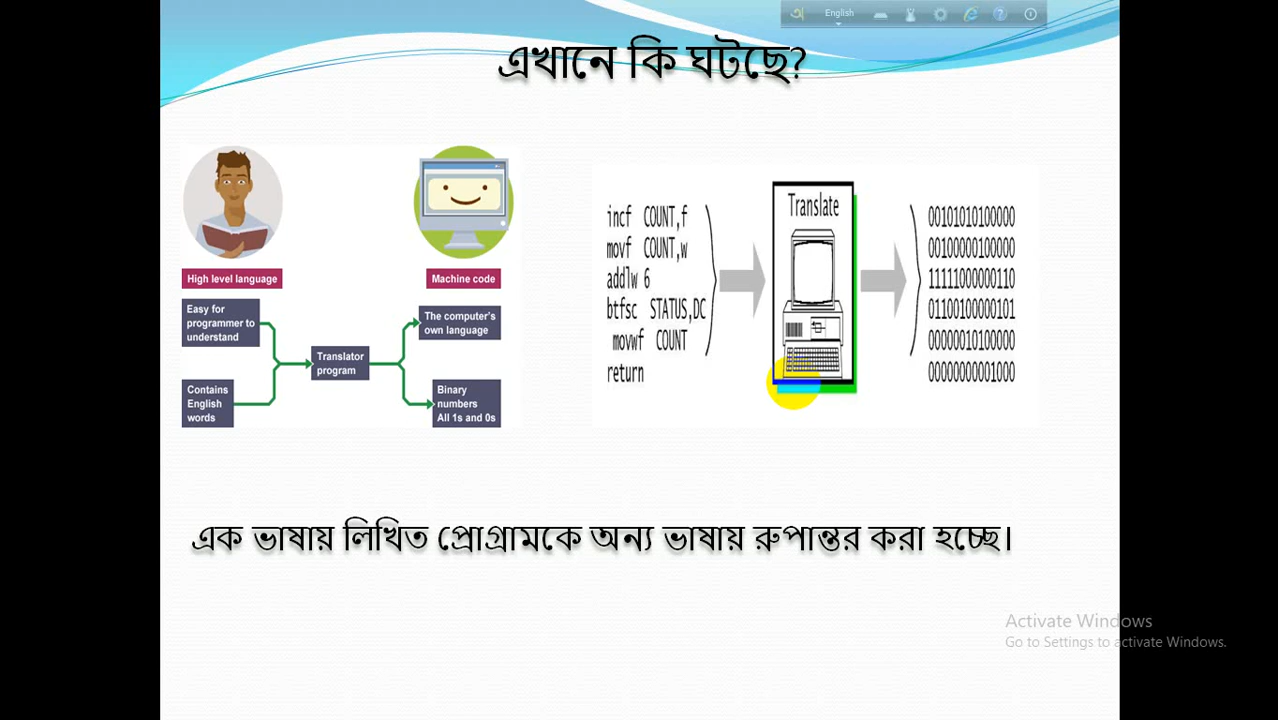 English
এখানে কি ঘটছে?
High level language
Machine code
Easy for
programmer to
understand
Contains
English
words
Translator
program
The computer's
own language
Binary
numbers
All 1s and 0s
incf COUNT,f
movf COUNT,w
addlw 6
btfsc STATUS,DC
movwf COUNT
return
Translate
00101010100000
00100000100000
11111000000110
01100100000101
00000010100000
00000000001000
এক ভাষায় লিখিত প্রোগ্রামকে অন্য ভাষায় রুপান্তর করা হচ্ছে।
Activate Windows
Go to Settings to activate Windows.